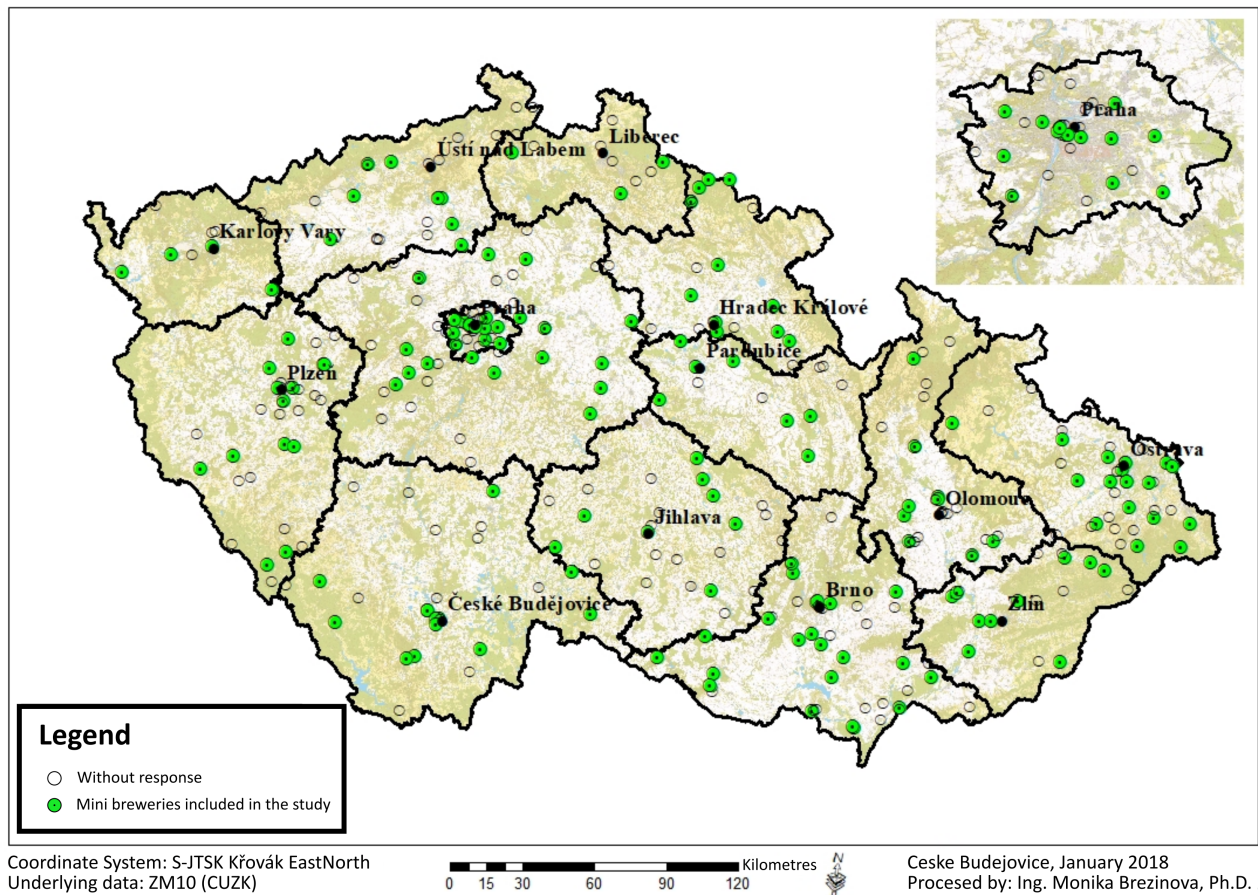 Praha
Liberec
Ústí nad Labem
Karlovy Vary
Praha
Hradec Králové
Pardubice
Plzen
Ostrava
Olomouc
Jihlava
Brno
České Budějovice
Zlín
Legend
Without response
Mini breweries included in the study
Coordinate System: S-JTSK Křovák EastNorth
Underlying data: ZM10 (CUZK)
Kilometres
0 15 30 60 90 120
N
Ceske Budejovice, January 2018
Procesed by: Ing. Monika Brezinova, Ph.D.